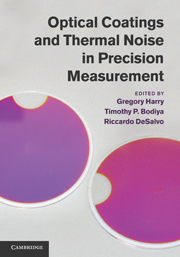 Optical Coatings
and Thermal Noise
in Precision
Measurement
EDITED BY
Gregory Harry
Timothy P. Bodiya
Riccardo DeSalvo
CAMBRIDGE